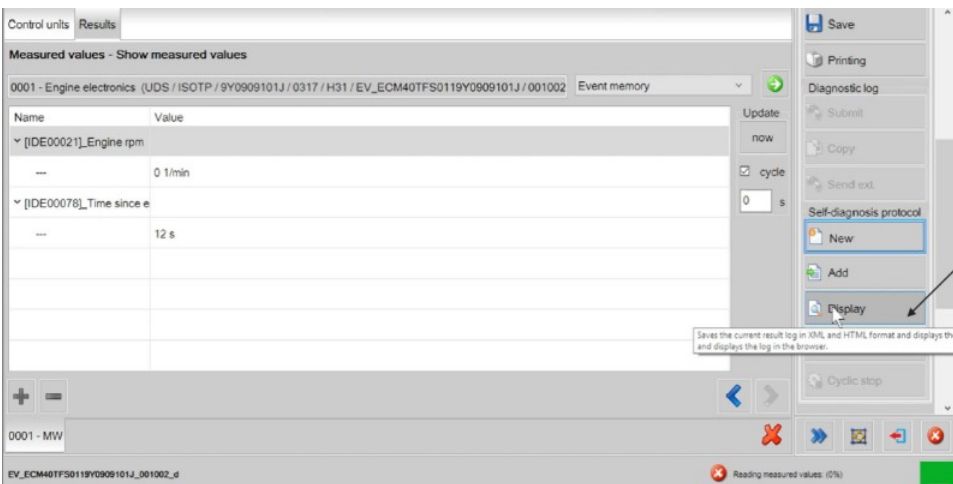 Control units Results
Measured values - Show measured values
0001 - Engine electronics (UDS / ISOTP / 9Y0909101J / 0317 / H31 / EV_ECM40TFS0119Y0909101J / 001002 Event memory
Name Value
[IDE00021]_Engine rpm
--- 0 1/min
[IDE00078]_Time since e
--- 12 s
Update
now
cycle
0 s
0001 - MW
EV_ECM40TFS0119Y0909101J_001002_d
Reading measured values: (0%)
Save
Printing
Diagnostic log
Submit
Copy
Send ext.
Self-diagnosis protocol
New
Add
Display
Saves the current result log in XML and HTML format and displays th
and displays the log in the browser.
Cyclic stop